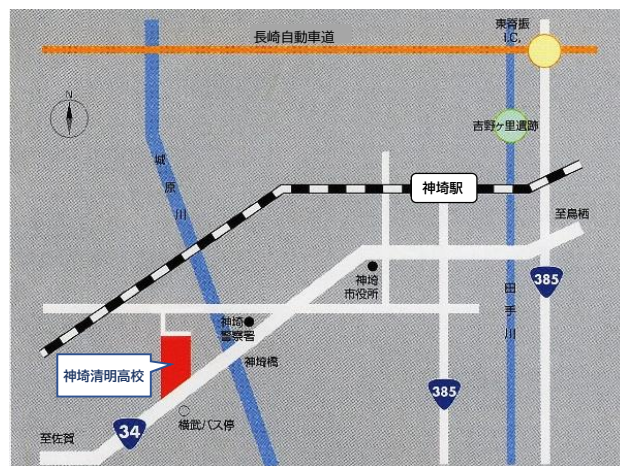 長崎自動車道
東脊振
I.C.
N
吉野ヶ里遺跡
城原川
神埼駅
至鳥栖
385
神埼
市役所
田手川
神埼
警察署
神埼橋
神埼清明高校
385
34
横武バス停
至佐賀